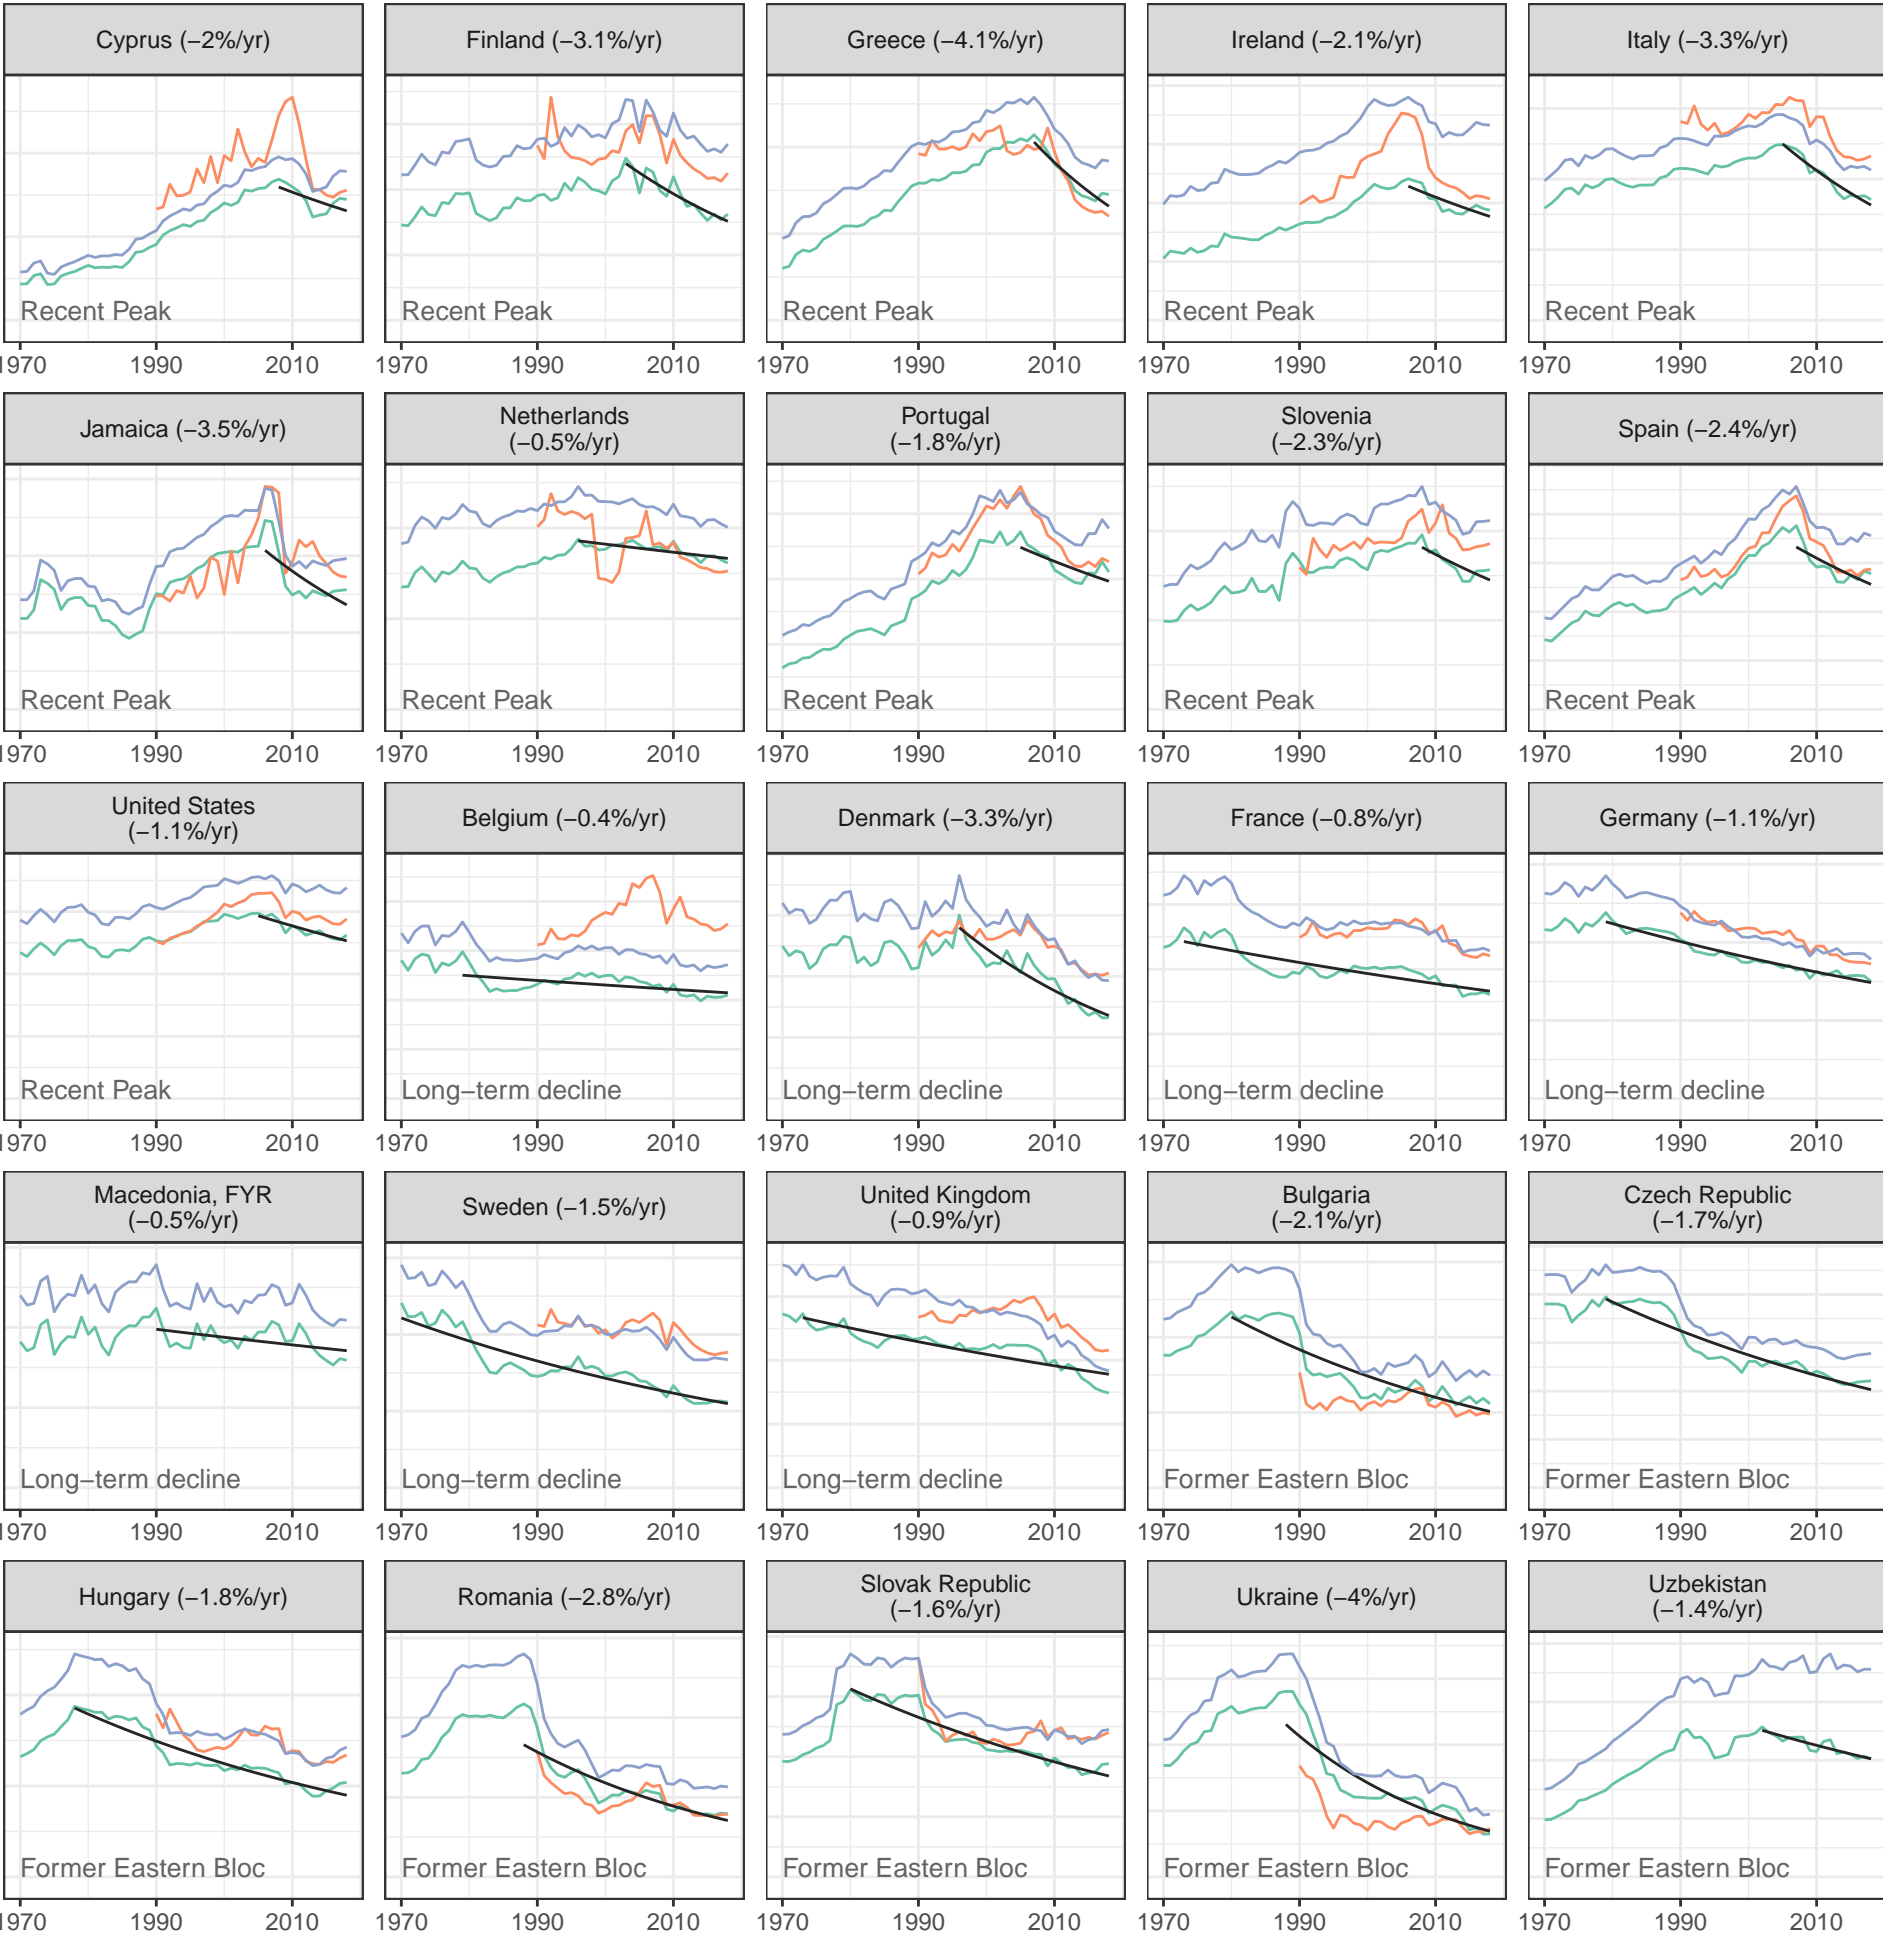 Cyprus (−2%/yr)
Finland (−3.1%/yr)
Greece (−4.1%/yr)
Ireland (−2.1%/yr)
Italy (−3.3%/yr)
Recent Peak
Recent Peak
Recent Peak
Recent Peak
Recent Peak
1970 1990 2010
1970 1990 2010
1970 1990 2010
1970 1990 2010
1970 1990 2010
Jamaica (−3.5%/yr)
Netherlands
(−0.5%/yr)
Portugal
(−1.8%/yr)
Slovenia
(−2.3%/yr)
Spain (−2.4%/yr)
Recent Peak
Recent Peak
Recent Peak
Recent Peak
Recent Peak
1970 1990 2010
1970 1990 2010
1970 1990 2010
1970 1990 2010
1970 1990 2010
United States
(−1.1%/yr)
Belgium (−0.4%/yr)
Denmark (−3.3%/yr)
France (−0.8%/yr)
Germany (−1.1%/yr)
Recent Peak
Long−term decline
Long−term decline
Long−term decline
Long−term decline
1970 1990 2010
1970 1990 2010
1970 1990 2010
1970 1990 2010
1970 1990 2010
Macedonia, FYR
(−0.5%/yr)
Sweden (−1.5%/yr)
United Kingdom
(−0.9%/yr)
Bulgaria
(−2.1%/yr)
Czech Republic
(−1.7%/yr)
Long−term decline
Long−term decline
Long−term decline
Former Eastern Bloc
Former Eastern Bloc
1970 1990 2010
1970 1990 2010
1970 1990 2010
1970 1990 2010
1970 1990 2010
Hungary (−1.8%/yr)
Romania (−2.8%/yr)
Slovak Republic
(−1.6%/yr)
Ukraine (−4%/yr)
Uzbekistan
(−1.4%/yr)
Former Eastern Bloc
Former Eastern Bloc
Former Eastern Bloc
Former Eastern Bloc
Former Eastern Bloc
1970 1990 2010
1970 1990 2010
1970 1990 2010
1970 1990 2010
1970 1990 2010